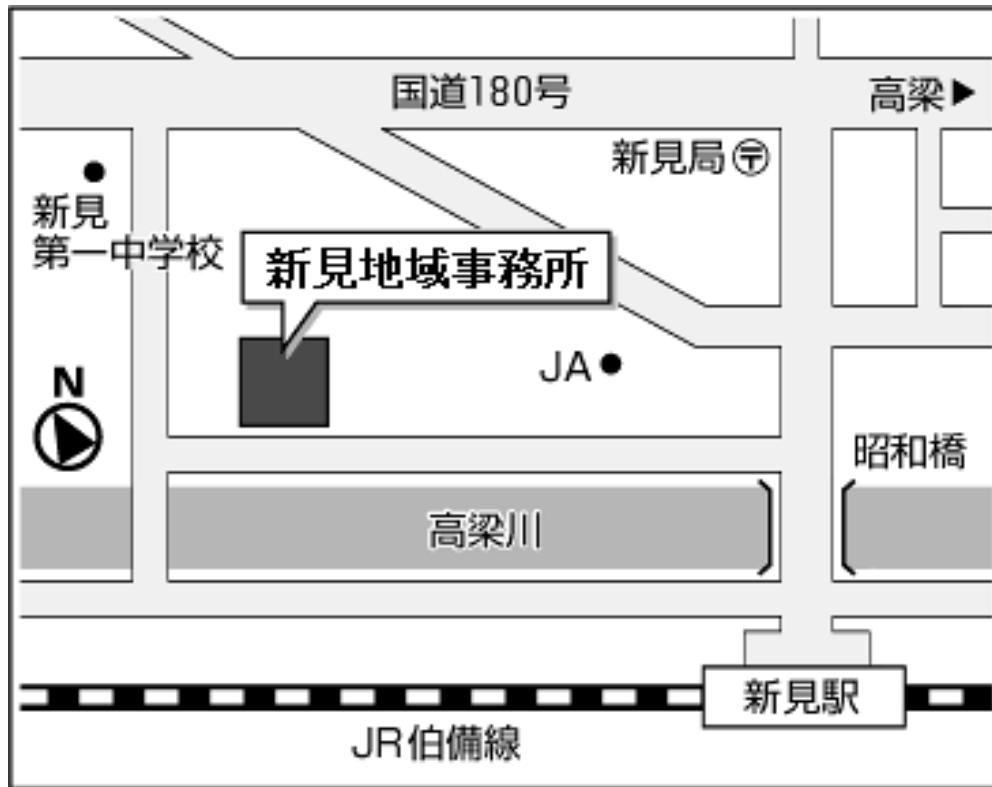 国道180号
高梁▶
新見局〒
新見
第一中学校
新見地域事務所
JA
N
昭和橋
高梁川
新見駅
JR伯備線